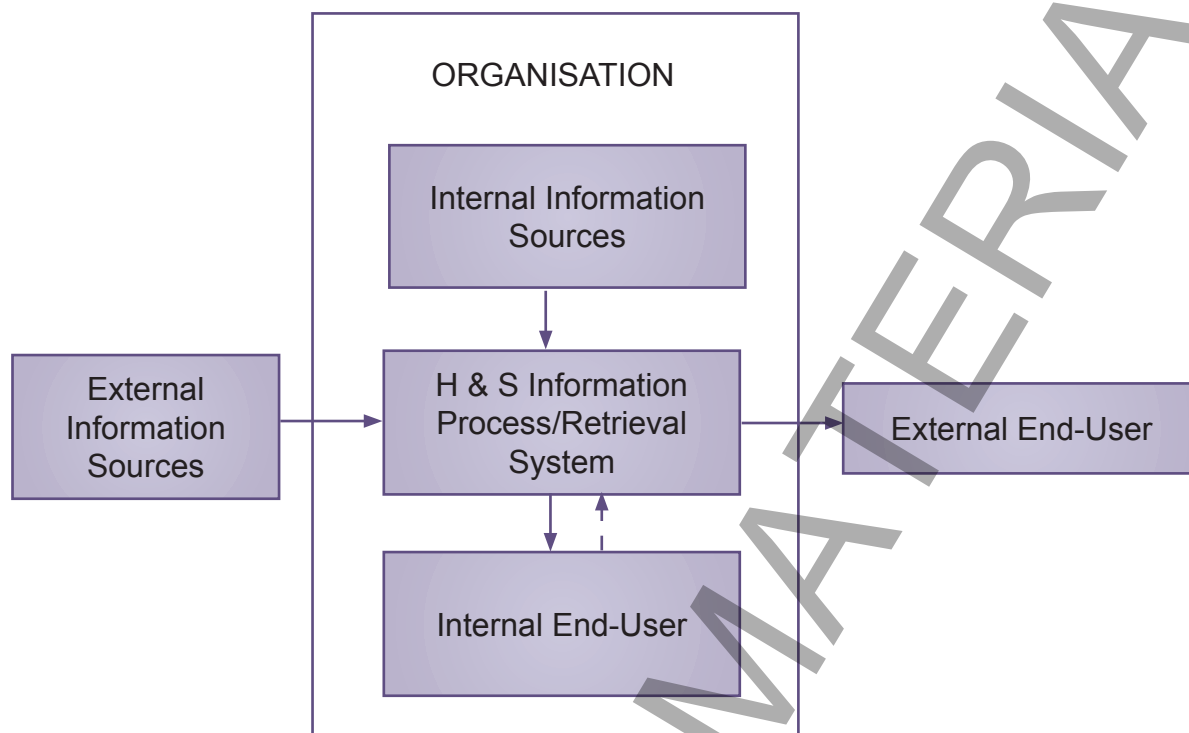 ORGANISATION
Internal Information
Sources
External
Information
Sources
H & S Information
Process/Retrieval
System
External End-User
Internal End-User
MATERIA